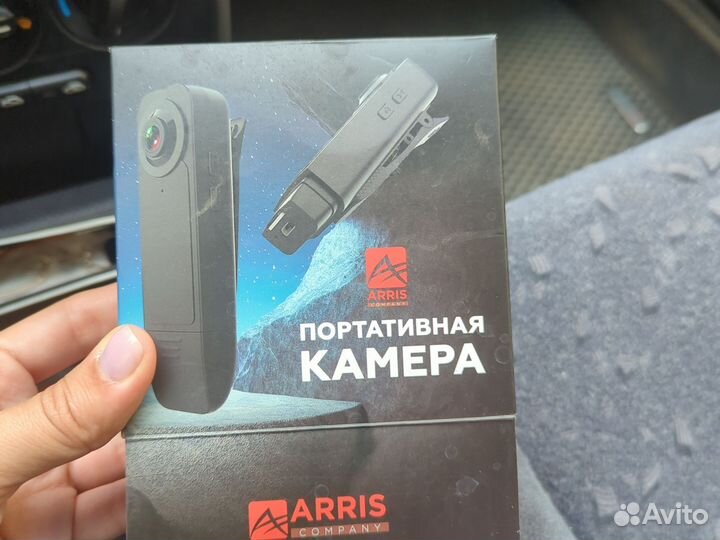 ARRIS
COMPANY
ПОРТАТИВНАЯ
КАМЕРА
ARRIS
COMPANY
Avito